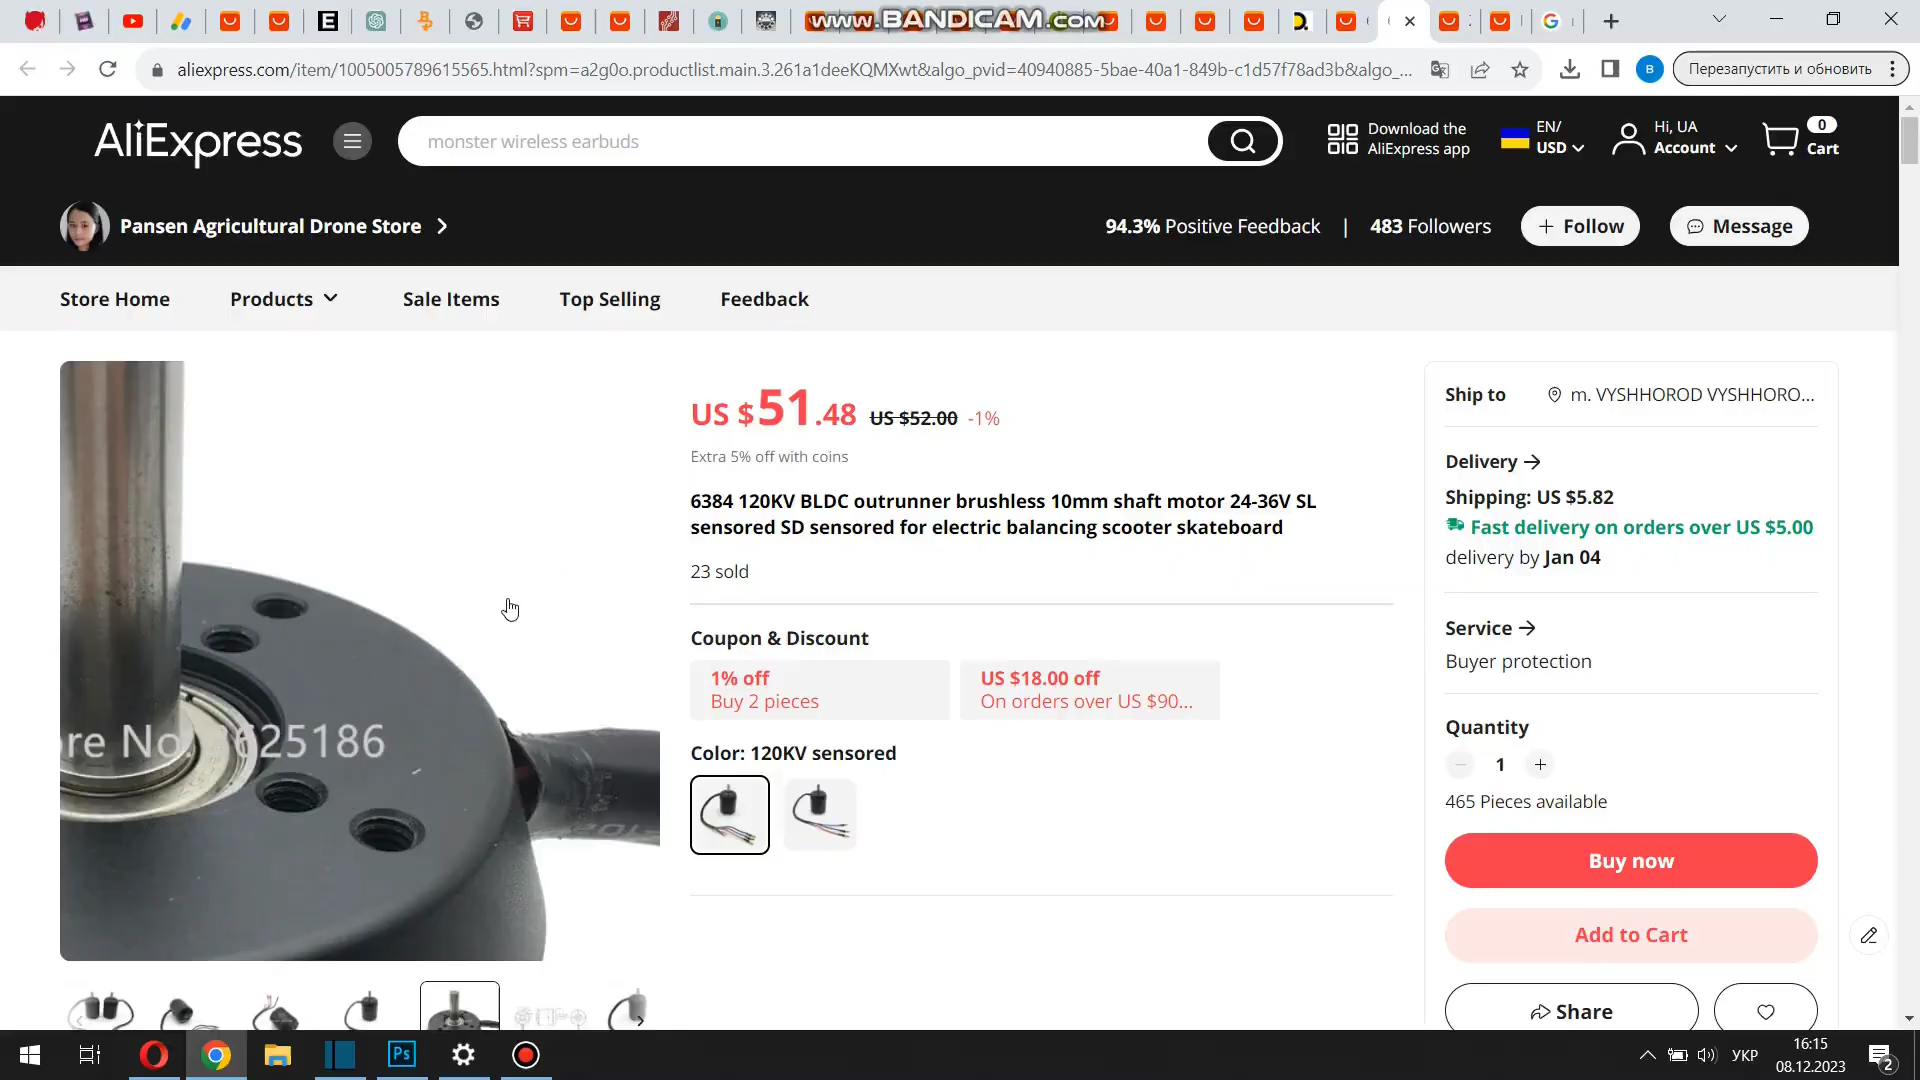 www.BANDICAM.com
aliexpress.com/item/1005005789615565.html?spm=a2g0o.productlist.main.3.261a1deeKQMXwt&algo_pvid=40940885-5bae-40a1-849b-c1d57f78ad3b&algo_...
B
Перезапустить и обновить
AliExpress
monster wireless earbuds
Download the
AliExpress app
EN/
USD
Hi, UA
Account
0
Cart
Pansen Agricultural Drone Store
94.3% Positive Feedback | 483 Followers
+ Follow
Message
Store Home
Products
Sale Items
Top Selling
Feedback
US $51.48 US $52.00 -1%
Extra 5% off with coins
6384 120KV BLDC outrunner brushless 10mm shaft motor 24-36V SL
sensored SD sensored for electric balancing scooter skateboard
23 sold
Coupon & Discount
1% off
Buy 2 pieces
US $18.00 off
On orders over US $90...
Color: 120KV sensored
Ship to
m. VYSHHOROD VYSHHORO...
Delivery
Shipping: US $5.82
Fast delivery on orders over US $5.00
delivery by Jan 04
Service
Buyer protection
Quantity
1
465 Pieces available
Buy now
Add to Cart
Share
Ps
УКР
16:15
08.12.2023
2